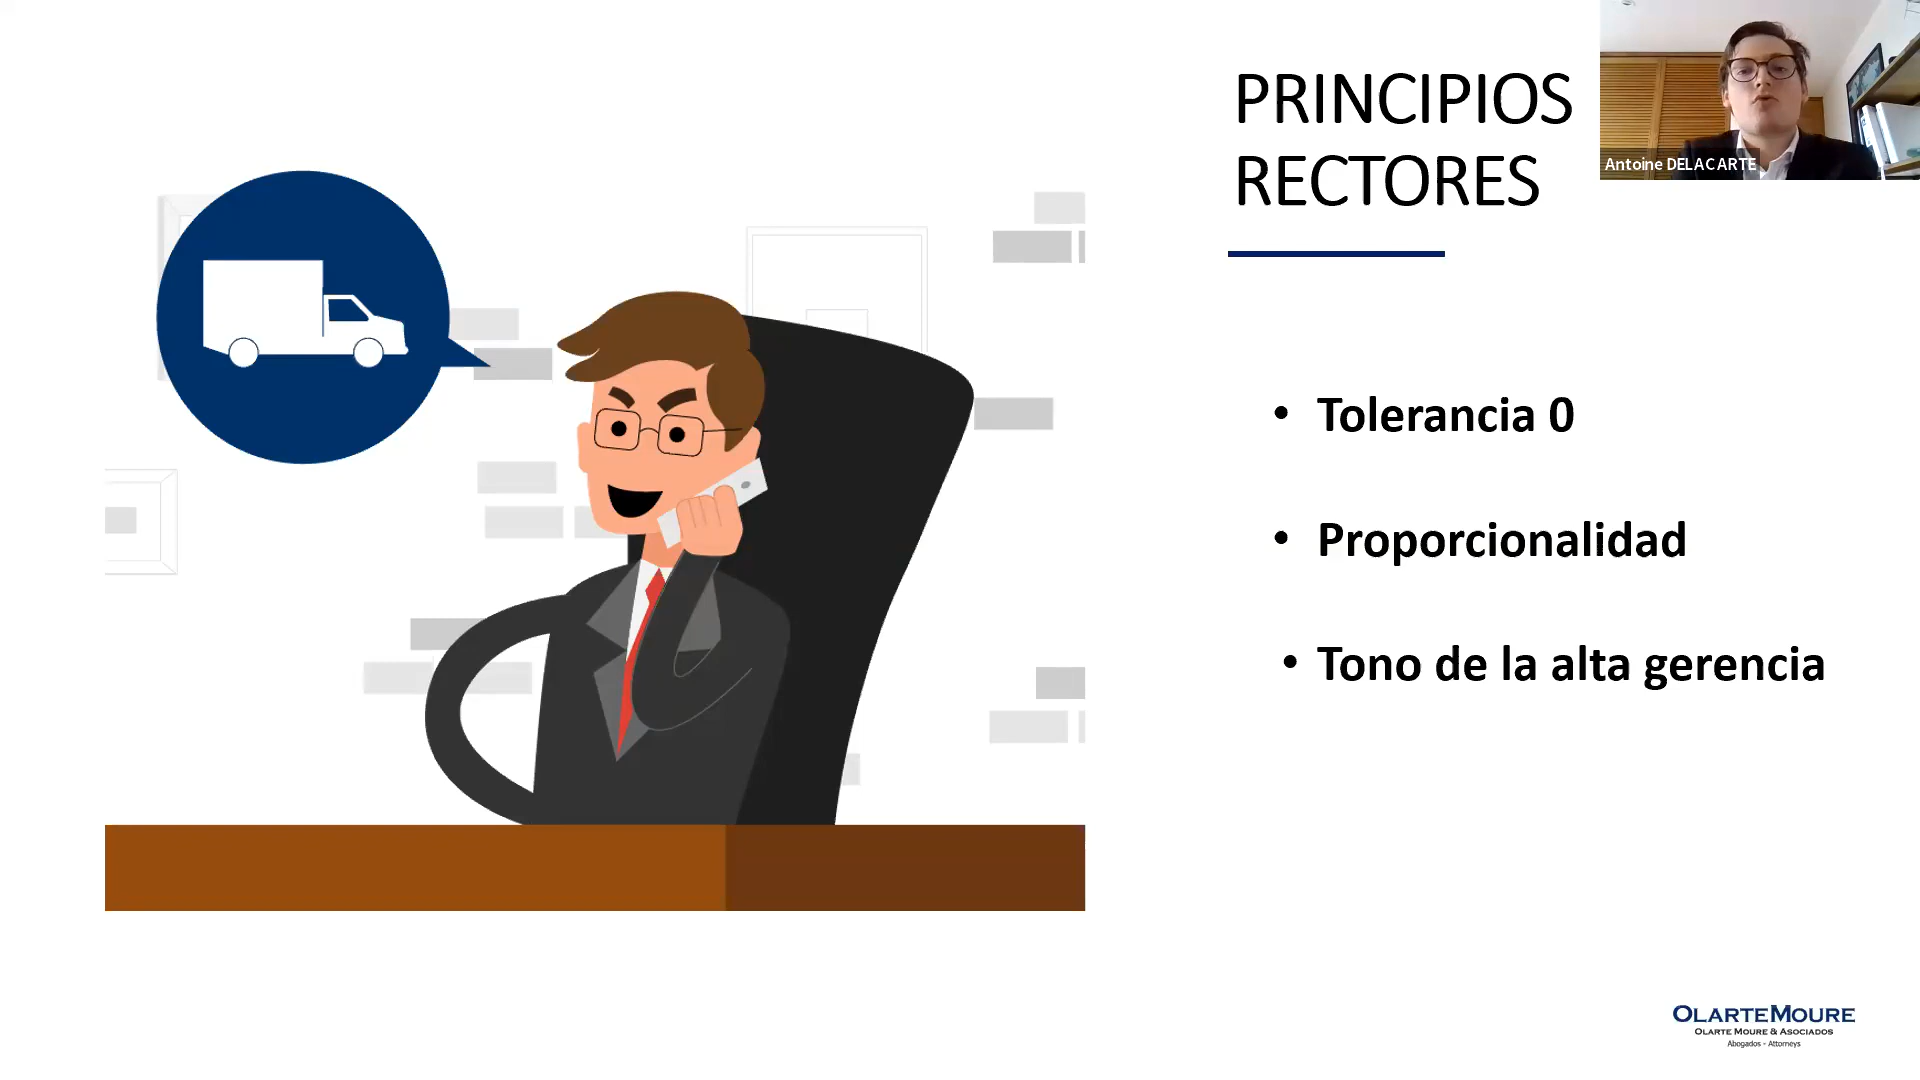 PRINCIPIOS
RECTORES
Antoine DELACARTE
• Tolerancia 0
• Proporcionalidad
• Tono de la alta gerencia
OLARTEMOURE
OLARTE MOURE & ASOCIADOS
Abogados - Attorneys